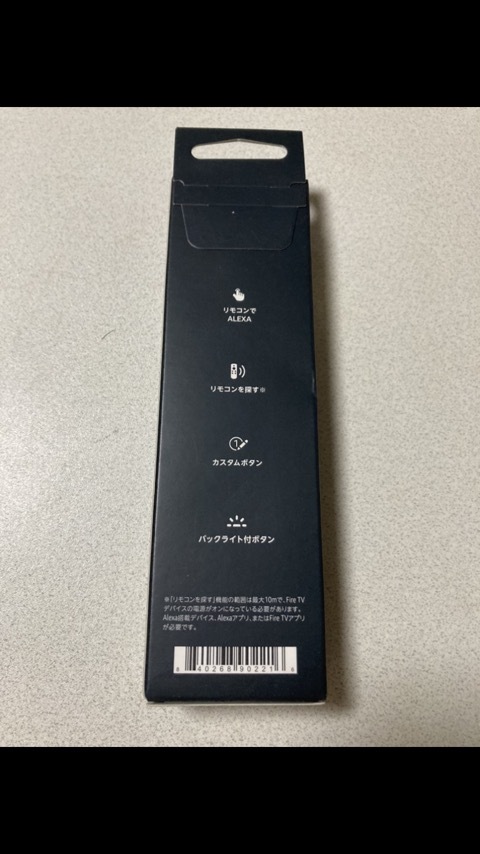 リモコンで
ALEXA
リモコンを探す※
1
カスタムボタン
バックライト付ボタン
※「リモコンを探す」機能の範囲は最大10mで、Fire TV
デバイスの電源がオンになっている必要があります。
Alexa搭載デバイス、Alexaアプリ、またはFire TVアプリ
が必要です。
8 40268 90221 6